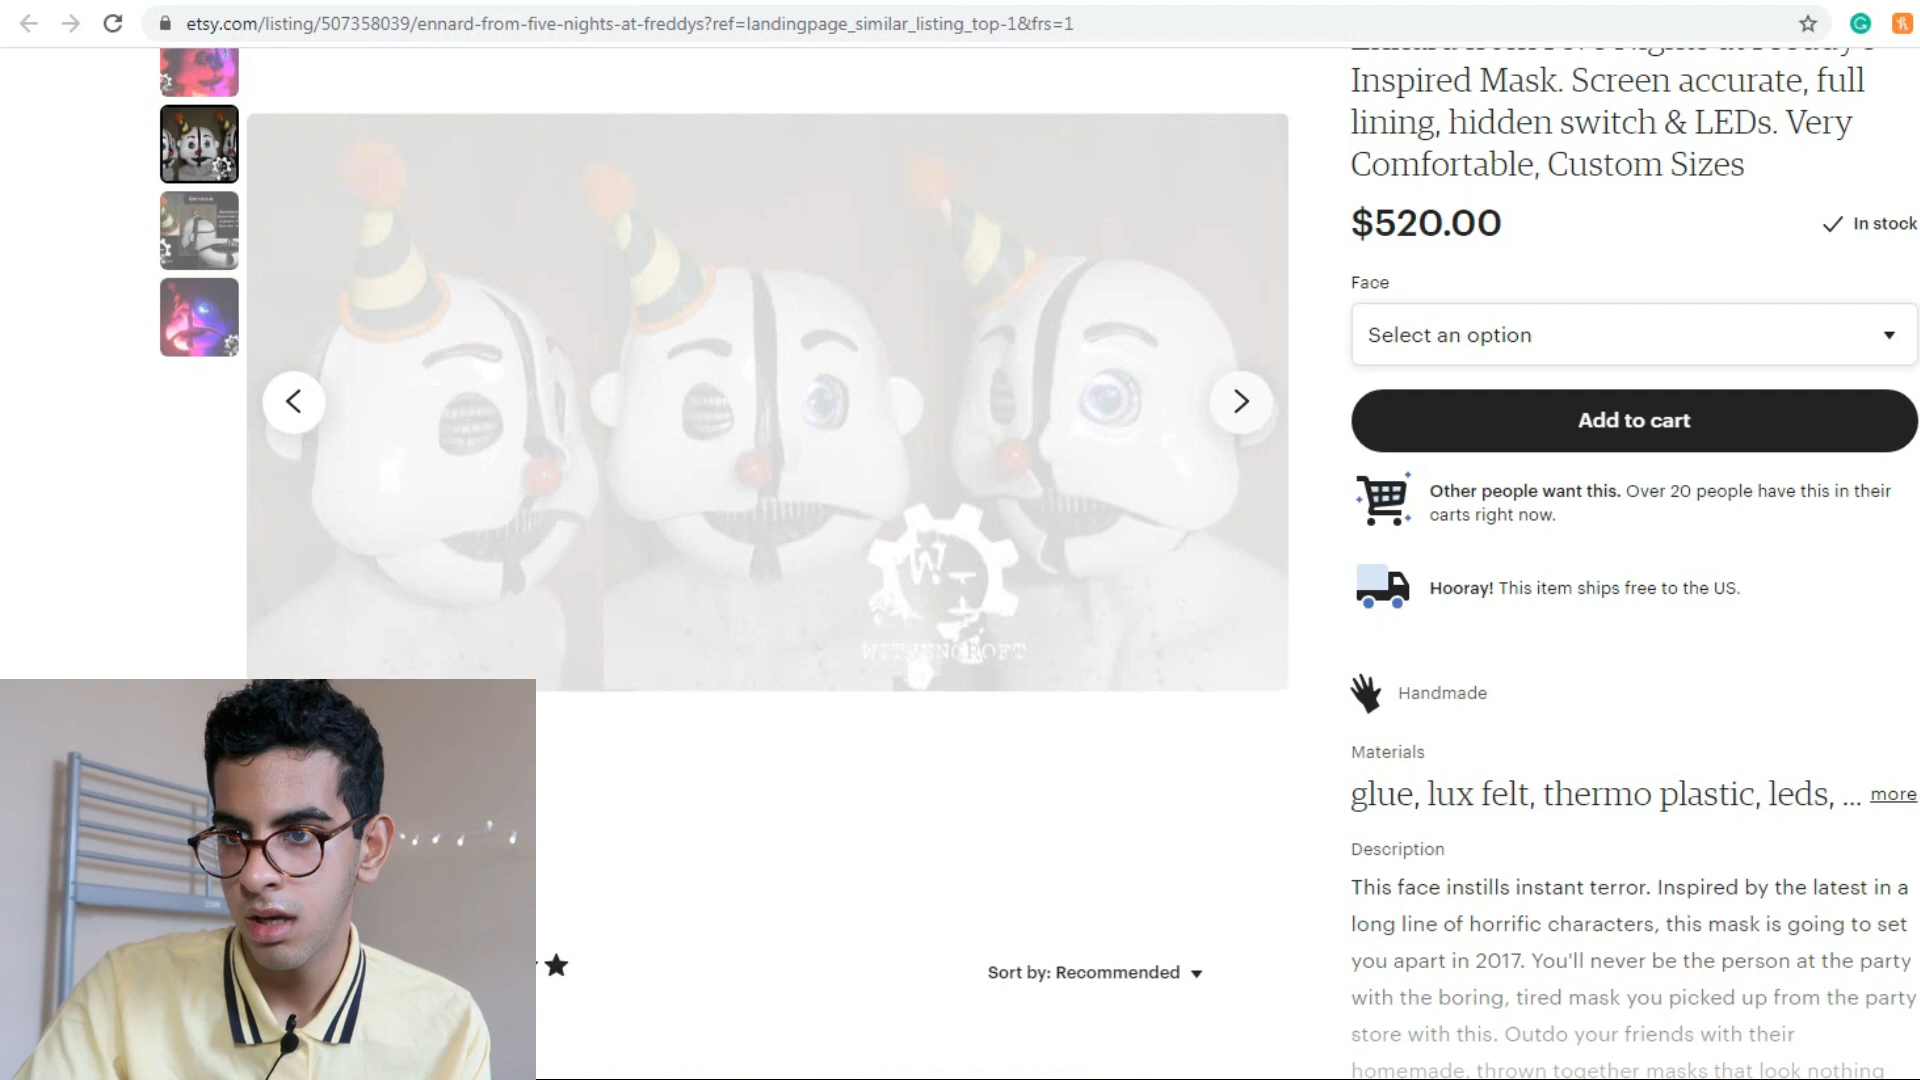 etsy.com/listing/507358039/ennard-from-five-nights-at-freddys?ref=landingpage_similar_listing_top-1&frs=1
Ennard from Five Nights at Freddy's
Inspired Mask. Screen accurate, full
lining, hidden switch & LEDs. Very
Comfortable, Custom Sizes
$520.00
In stock
Face
Select an option
Add to cart
Other people want this. Over 20 people have this in their
carts right now.
Hooray! This item ships free to the US.
WITHENCROFT
Handmade
Materials
glue, lux felt, thermo plastic, leds, ... more
Description
This face instills instant terror. Inspired by the latest in a
long line of horrific characters, this mask is going to set
you apart in 2017. You'll never be the person at the party
with the boring, tired mask you picked up from the party
store with this. Outdo your friends with their
homemade, thrown together masks that look nothing
Sort by: Recommended